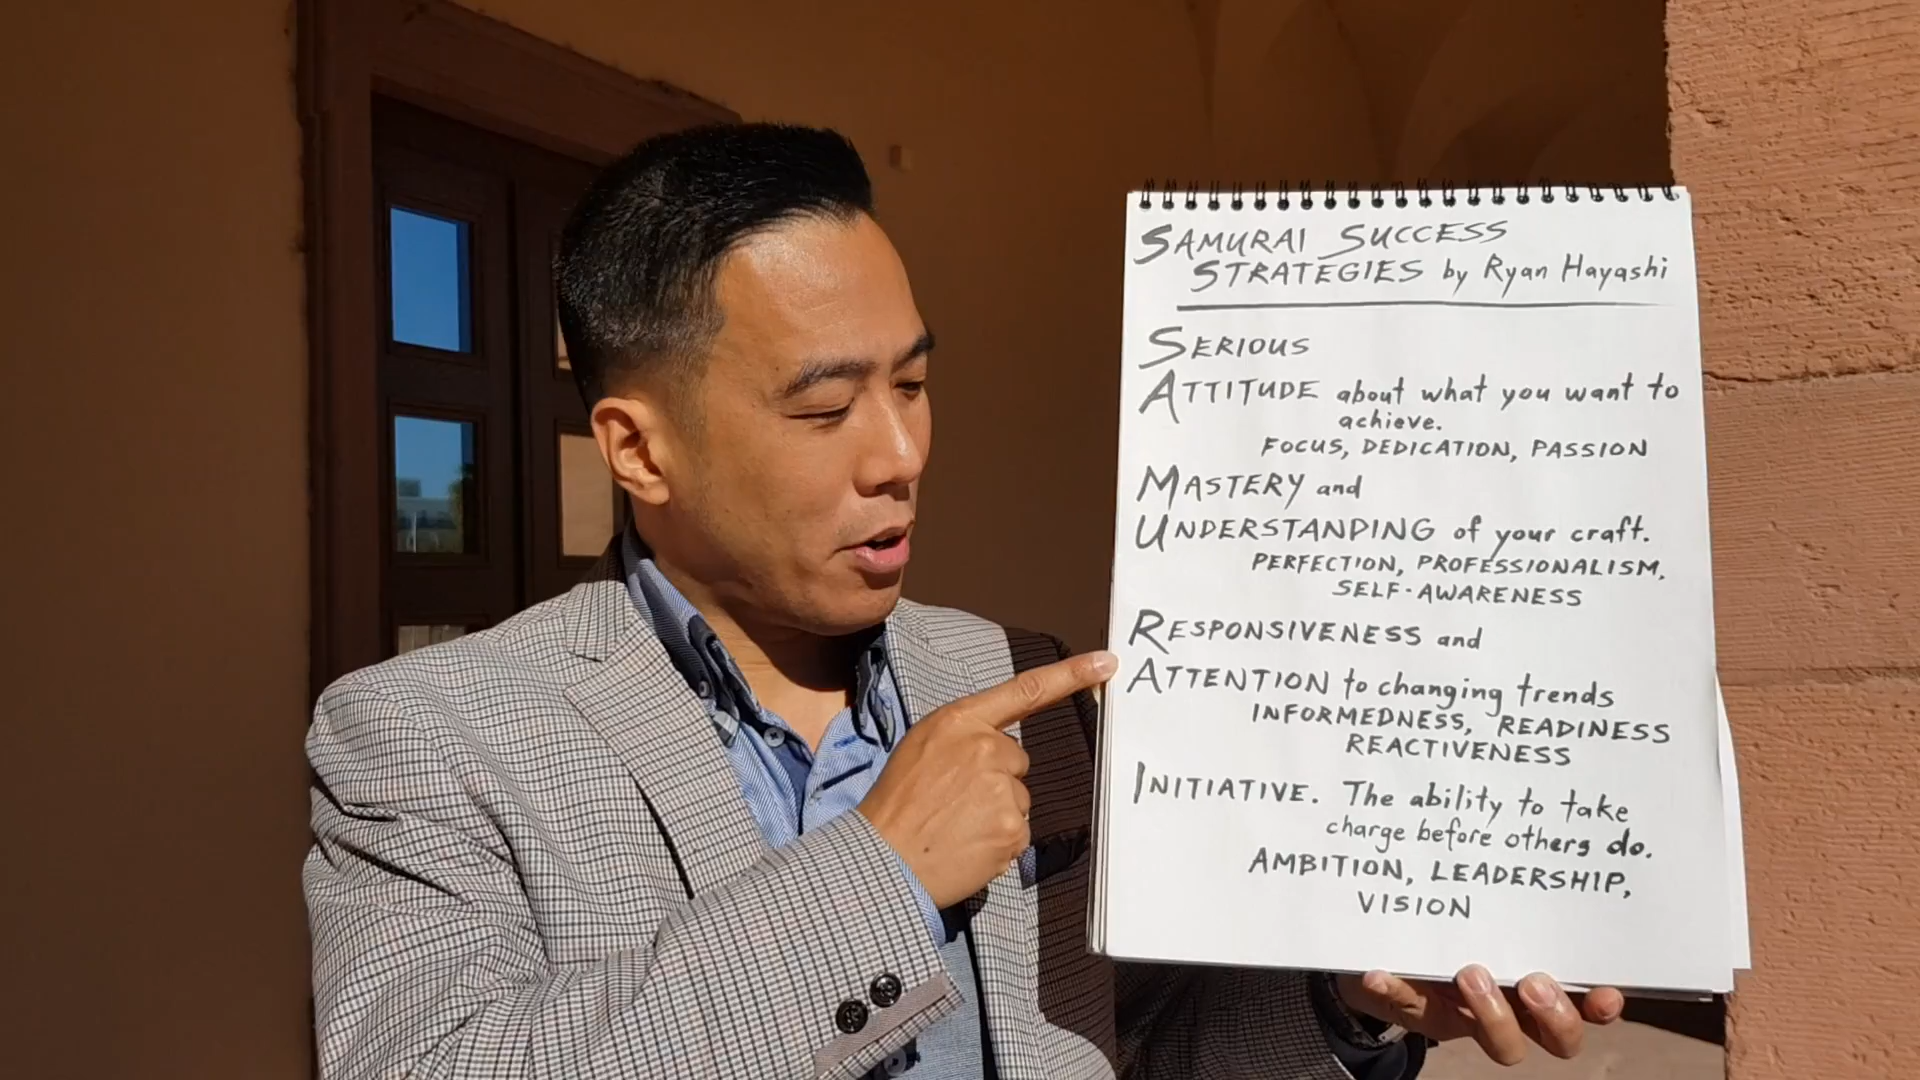 SAMURAI SUCCESS
STRATEGIES by Ryan Hayashi
SERIOUS
ATTITUDE about what you want to
achieve.
FOCUS, DEDICATION, PASSION
MASTERY and
UNDERSTANDING of your craft.
PERFECTION, PROFESSIONALISM,
SELF-AWARENESS
RESPONSIVENESS and
ATTENTION to changing trends
INFORMEDNESS, READINESS
REACTIVENESS
INITIATIVE. The ability to take
charge before others do.
AMBITION, LEADERSHIP,
VISION